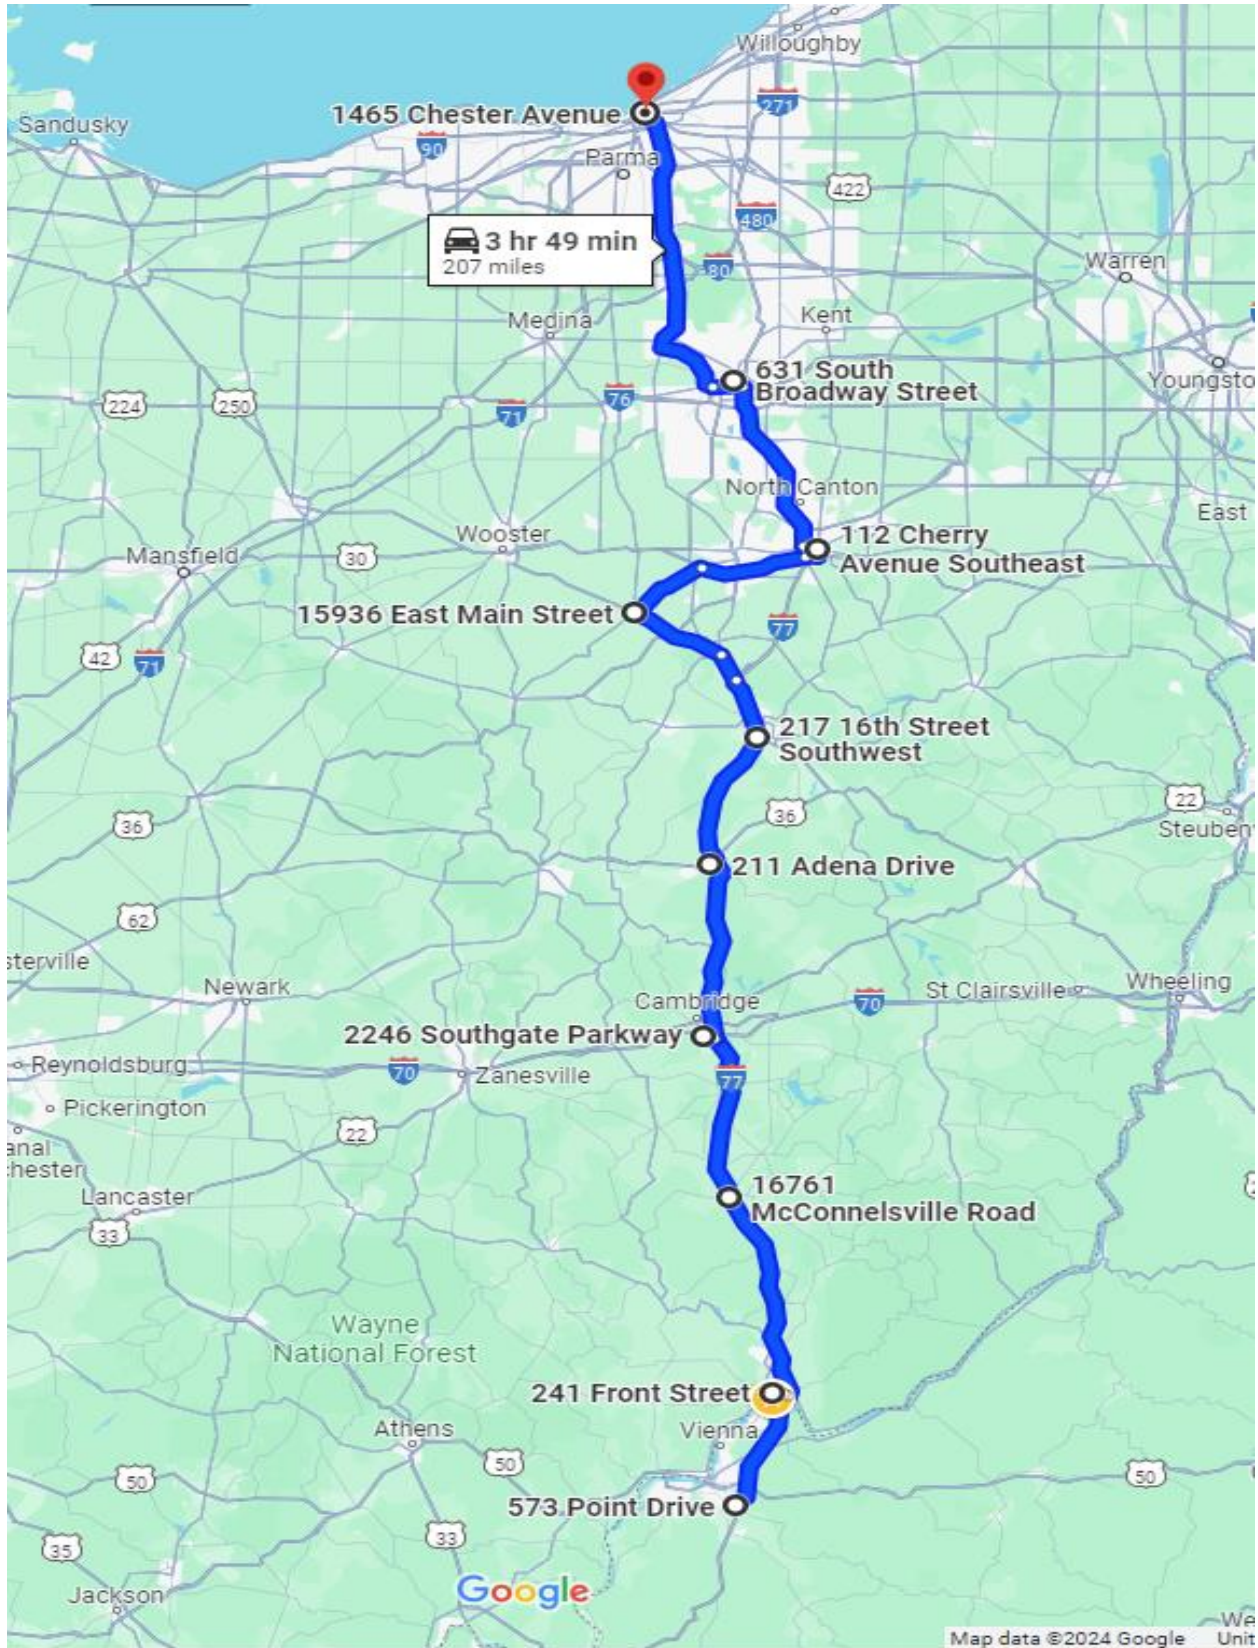 Willoughby
1465 Chester Avenue
271
Sandusky
90
Parma
422
480
3 hr 49 min
207 miles
80
Warren
Medina
Kent
631 South
Broadway Street
Youngsto
224
250
76
71
North Canton
East
Wooster
112 Cherry
Avenue Southeast
Mansfield
30
15936 East Main Street
77
42
71
217 16th Street
Southwest
22
36
36
Steuben
211 Adena Drive
62
sterville
Newark
Cambridge
70
St Clairsville
Wheeling
2246 Southgate Parkway
Reynoldsburg
70
Zanesville
77
Pickerington
22
anal
chester
Lancaster
33
16761
McConnelsville Road
Wayne
National Forest
241 Front Street
Athens
Vienna
50
50
50
573 Point Drive
33
35
Jackson
Google
We
Map data ©2024 Google
Unit